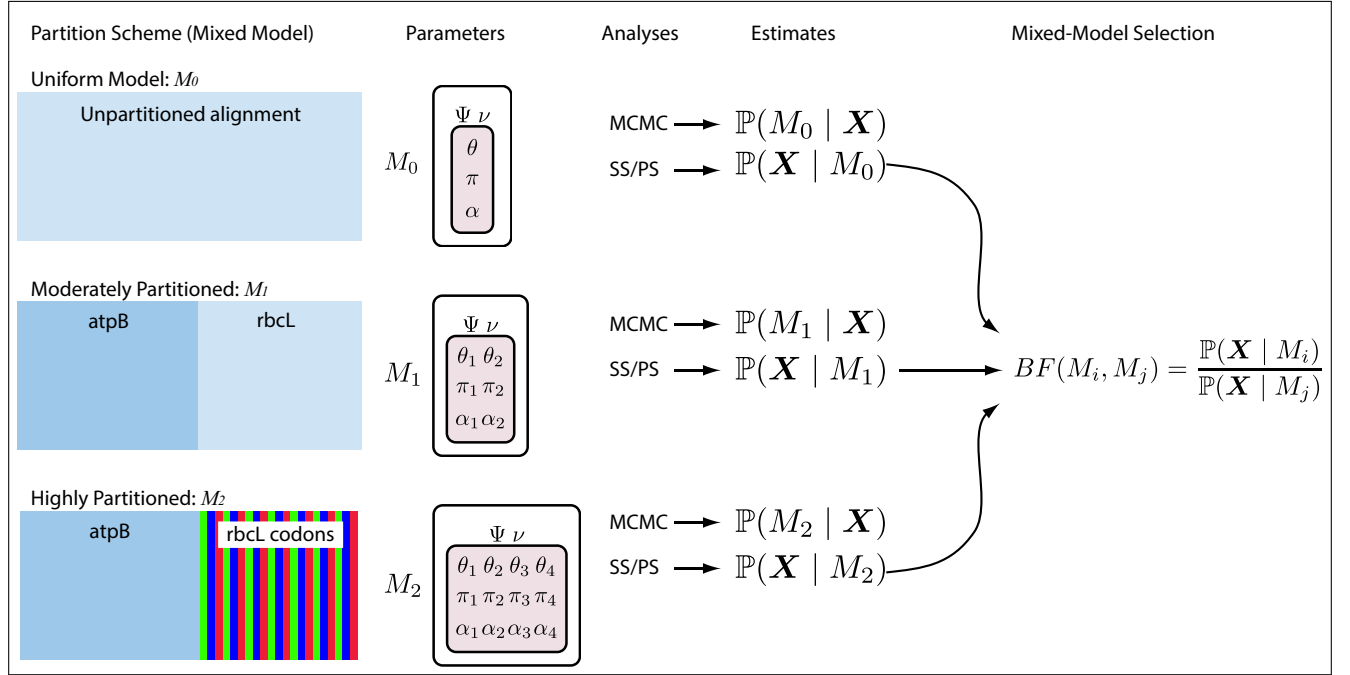 Partition Scheme (Mixed Model) Parameters Analyses Estimates Mixed-Model Selection
Uniform Model: M0
Unpartitioned alignment
M₀
Ψ ν
θ
π
α
MCMC ℙ(M₀ | X)
SS/PS ℙ(X | M₀)
Moderately Partitioned: M1
atpB rbcL
M₁
Ψ ν
θ₁ θ₂
π₁ π₂
α₁ α₂
MCMC ℙ(M₁ | X)
SS/PS ℙ(X | M₁)
BF(Mᵢ, Mⱼ) = ℙ(X | Mᵢ)
ℙ(X | Mⱼ)
Highly Partitioned: M2
atpB rbcL codons
M₂
Ψ ν
θ₁ θ₂ θ₃ θ₄
π₁ π₂ π₃ π₄
α₁ α₂ α₃ α₄
MCMC ℙ(M₂ | X)
SS/PS ℙ(X | M₂)